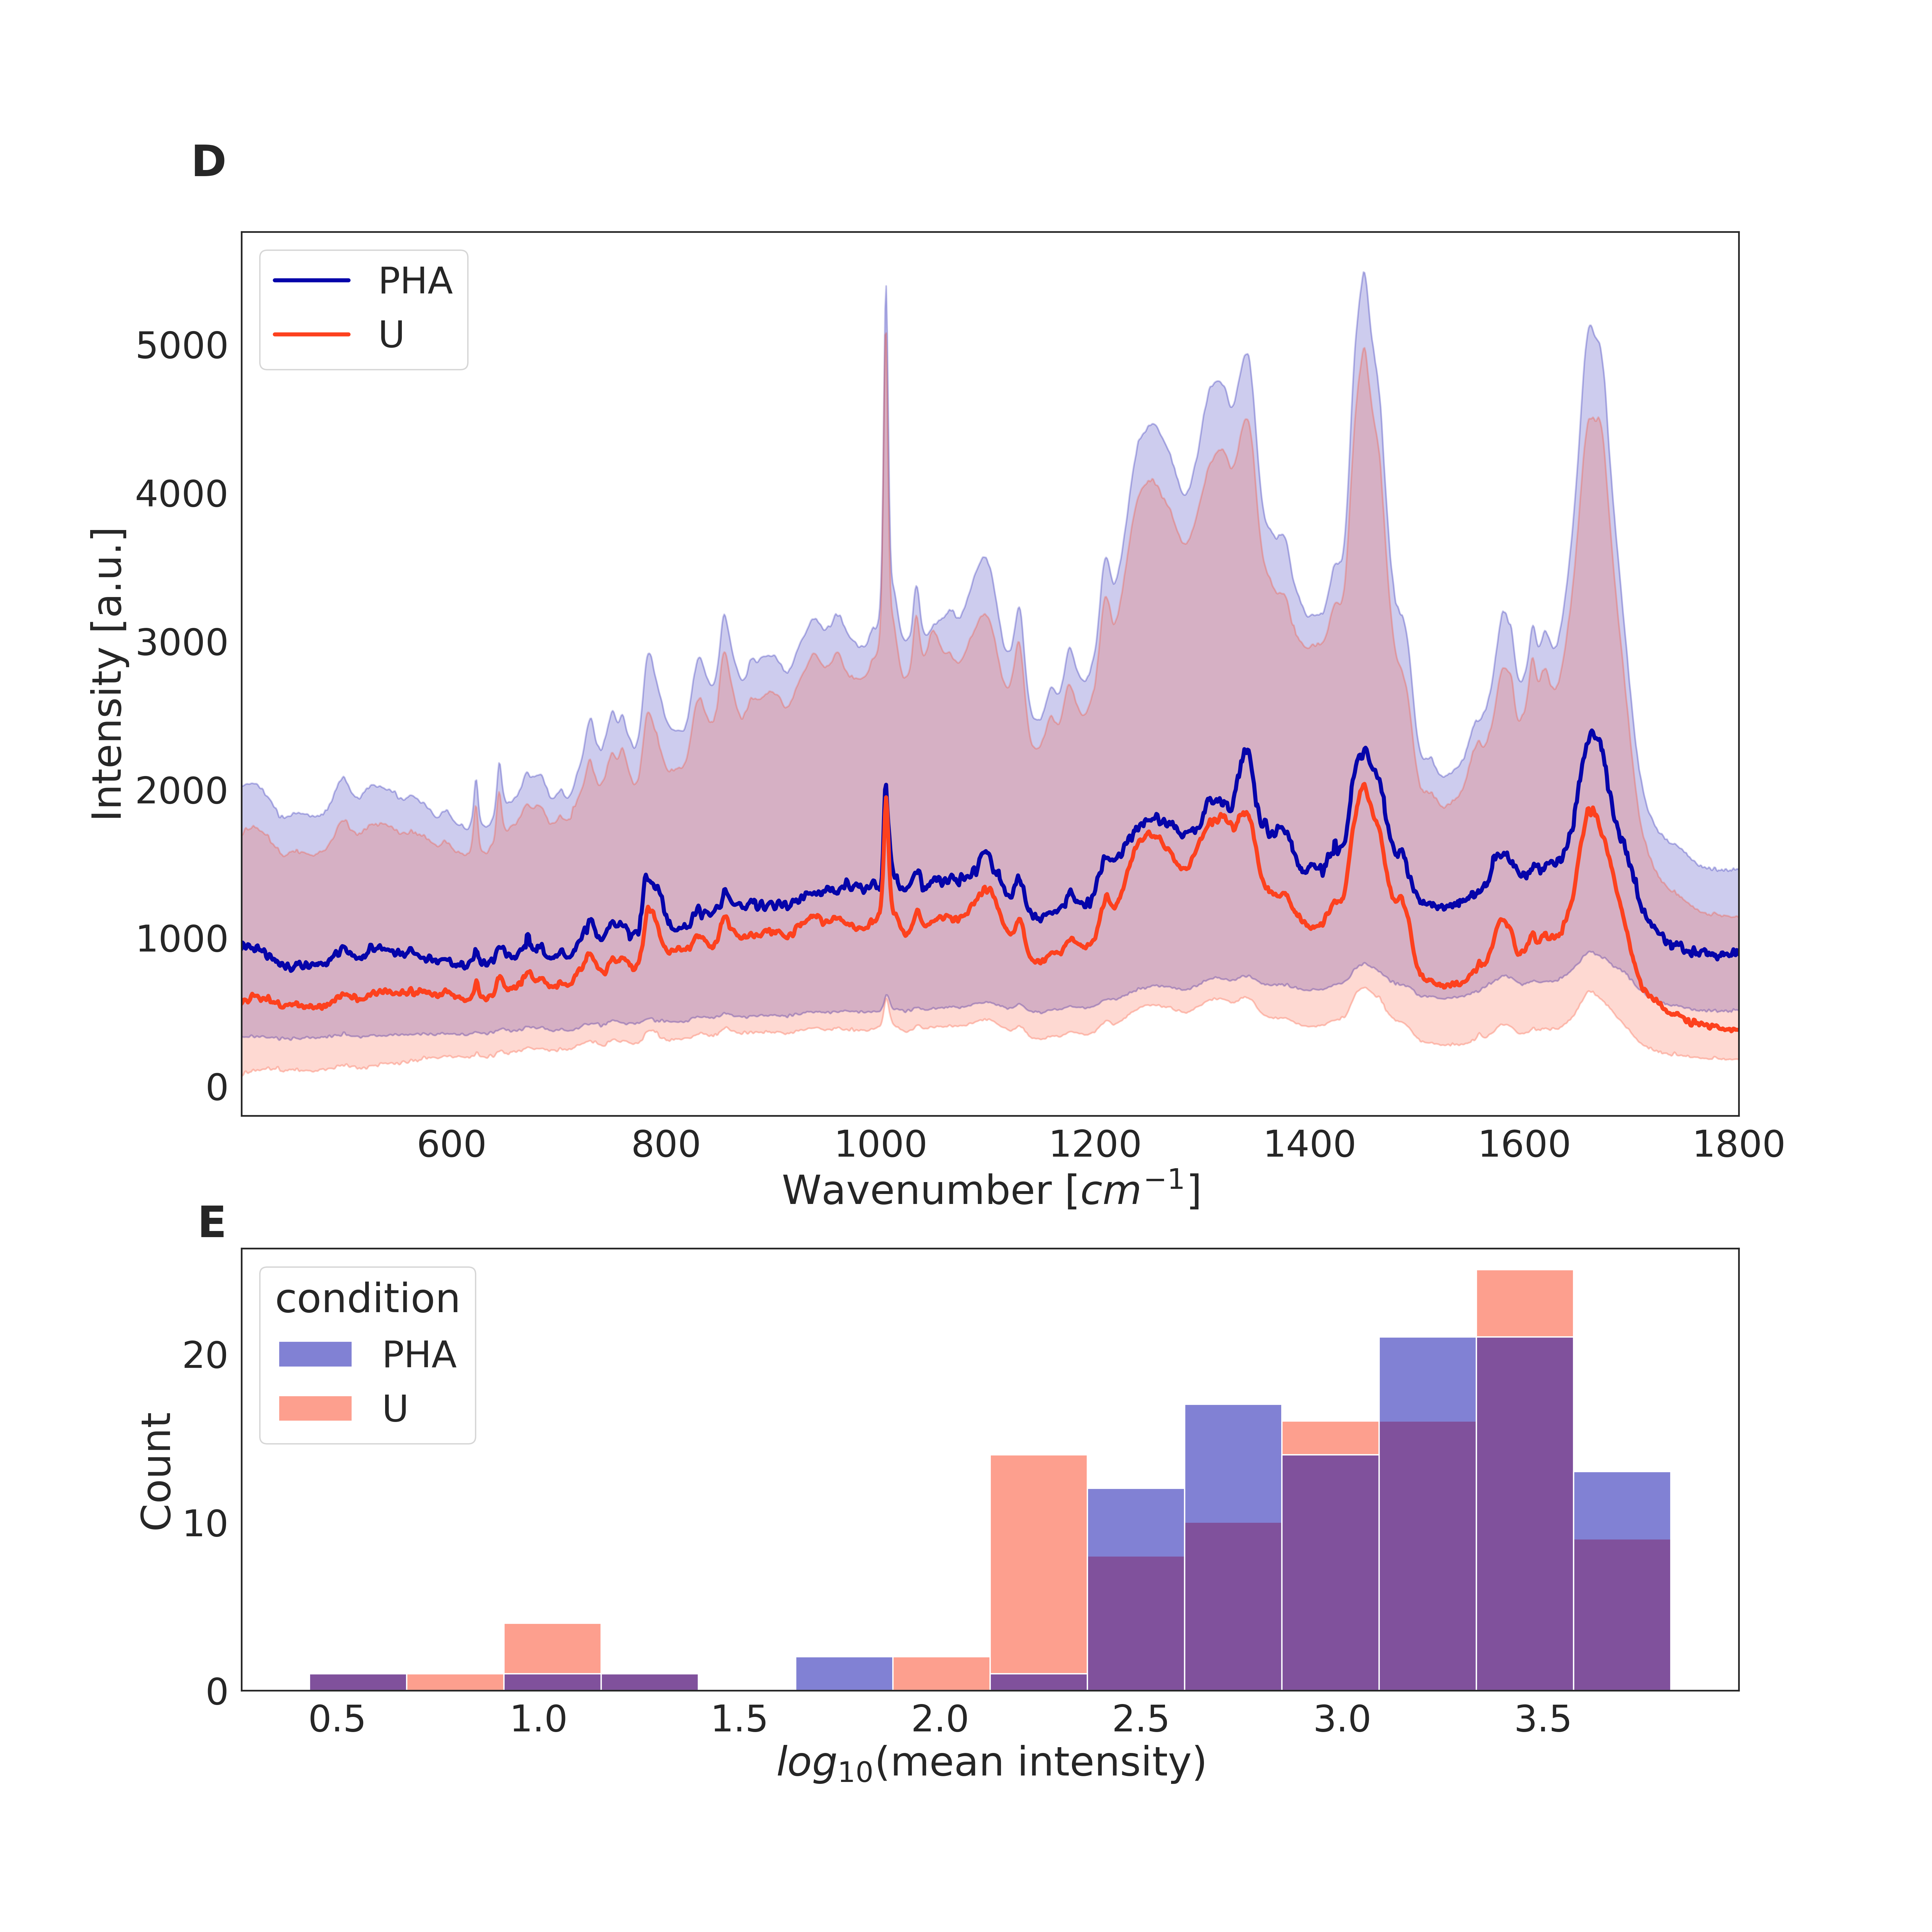 D
PHA
U
Intensity [a.u.]
5000
4000
3000
2000
1000
0
600 800 1000 1200 1400 1600 1800
Wavenumber [cm⁻¹]
E
condition
PHA
U
Count
20
10
0
0.5 1.0 1.5 2.0 2.5 3.0 3.5
log₁₀(mean intensity)